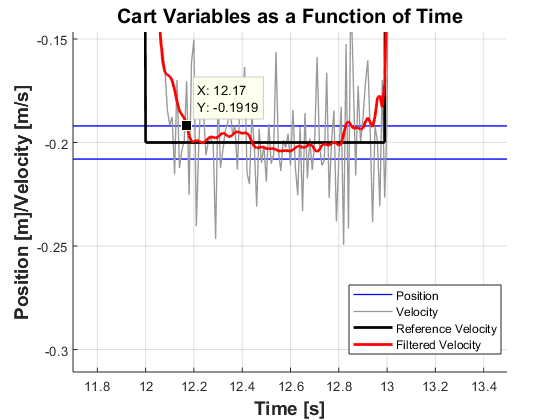 Cart Variables as a Function of Time
Position [m]/Velocity [m/s]
-0.15
-0.2
-0.25
-0.3
X: 12.17
Y: -0.1919
Position
Velocity
Reference Velocity
Filtered Velocity
11.8 12 12.2 12.4 12.6 12.8 13 13.2 13.4
Time [s]